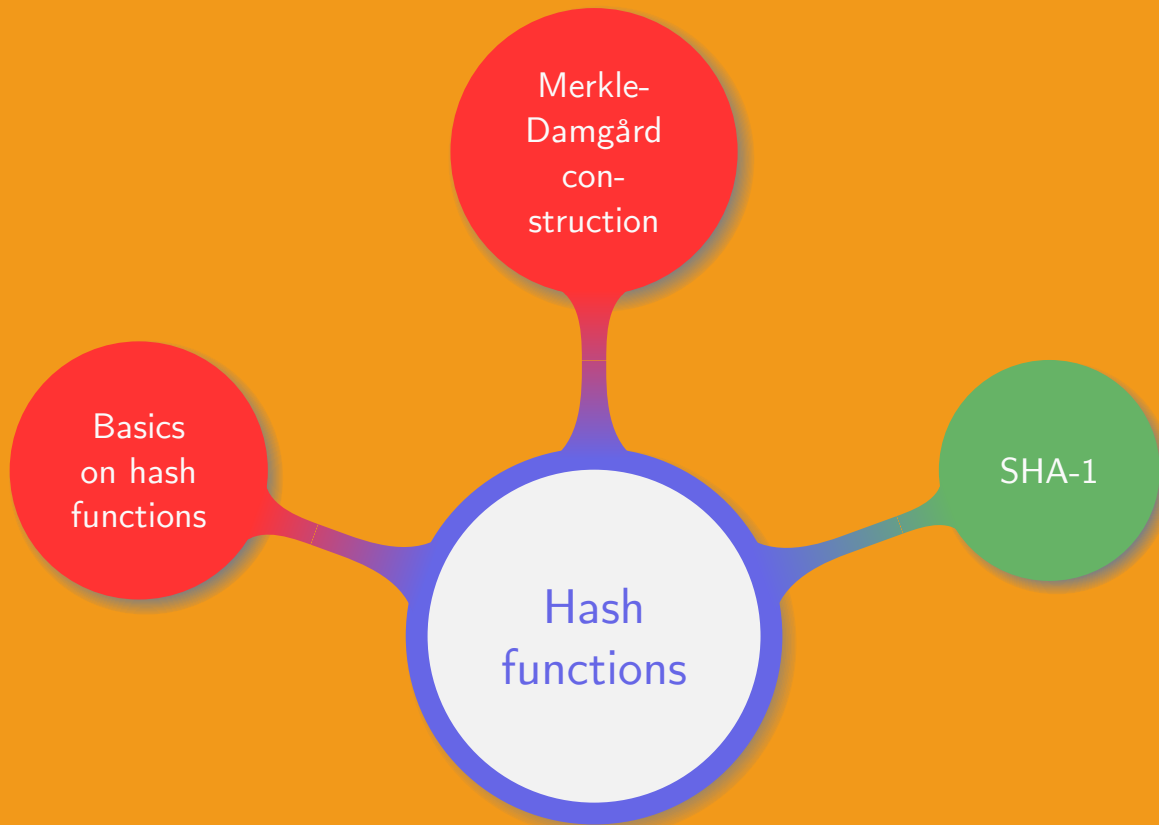 Merkle-
Damgård
con-
struction
Basics
on hash
functions
SHA-1
Hash
functions